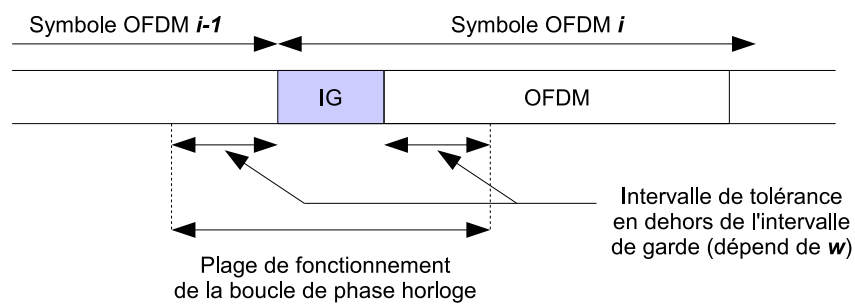 Symbole OFDM i-1
Symbole OFDM i
IG
OFDM
Intervalle de tolérance
en dehors de l'intervalle
de garde (dépend de w)
Plage de fonctionnement
de la boucle de phase horloge